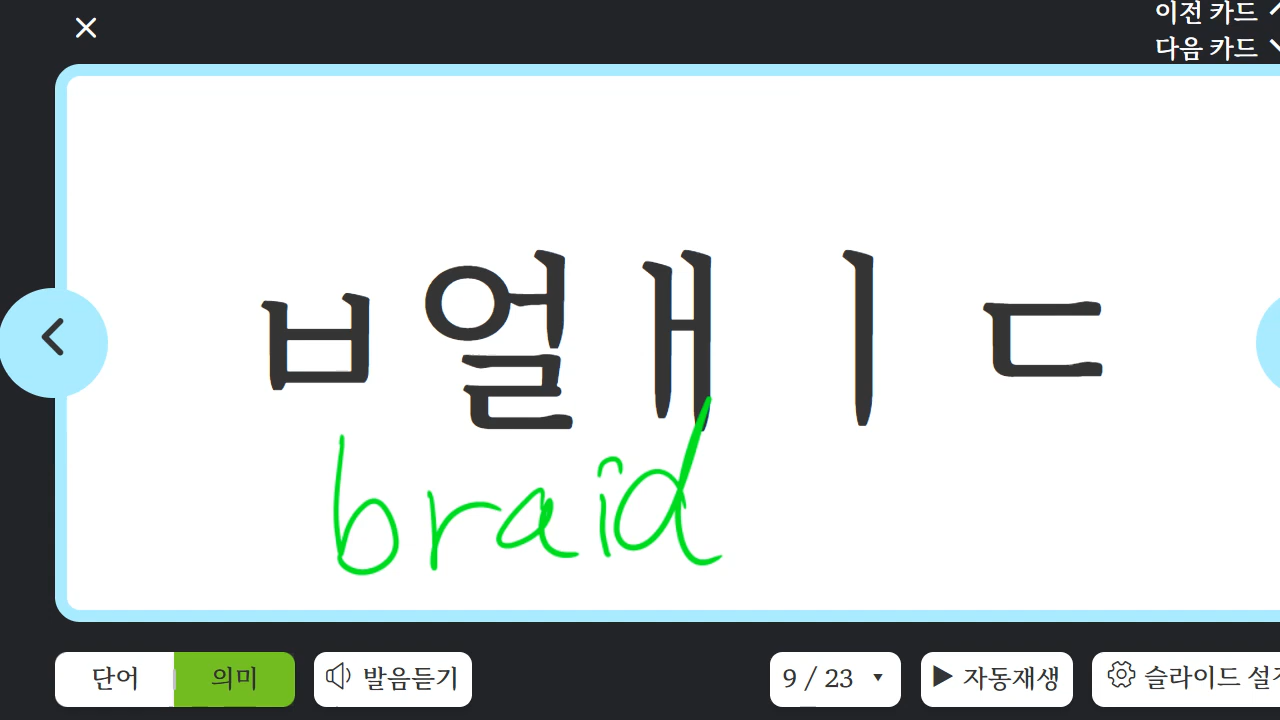 이전 카드
다음 카드
ㅂ얼ㅐㅣㄷ
braid
단어 의미 발음듣기 9 / 23 자동재생 슬라이드